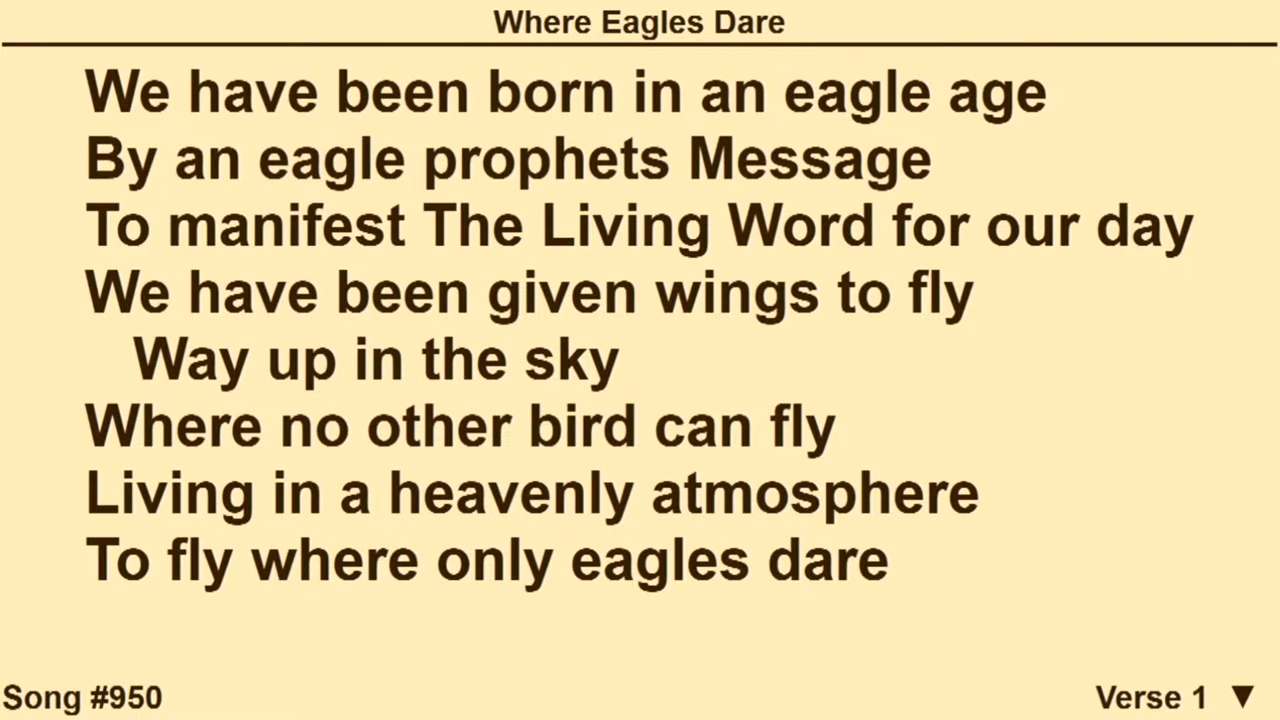 Where Eagles Dare
We have been born in an eagle age
By an eagle prophets Message
To manifest The Living Word for our day
We have been given wings to fly
Way up in the sky
Where no other bird can fly
Living in a heavenly atmosphere
To fly where only eagles dare
Song #950
Verse 1 ▼